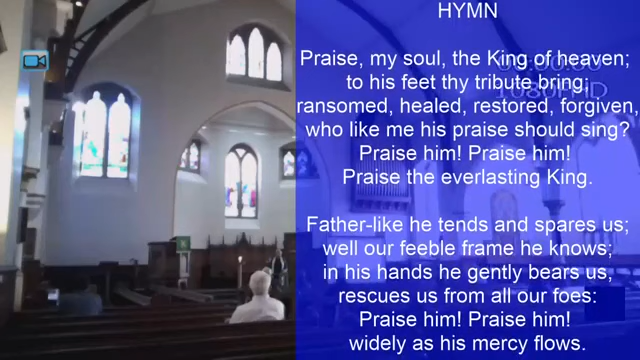 HYMN
Praise, my soul, the King of heaven;
to his feet thy tribute bring;
ransomed, healed, restored, forgiven,
who like me his praise should sing?
Praise him! Praise him!
Praise the everlasting King.
Father-like he tends and spares us;
well our feeble frame he knows;
in his hands he gently bears us,
rescues us from all our foes:
Praise him! Praise him!
widely as his mercy flows.